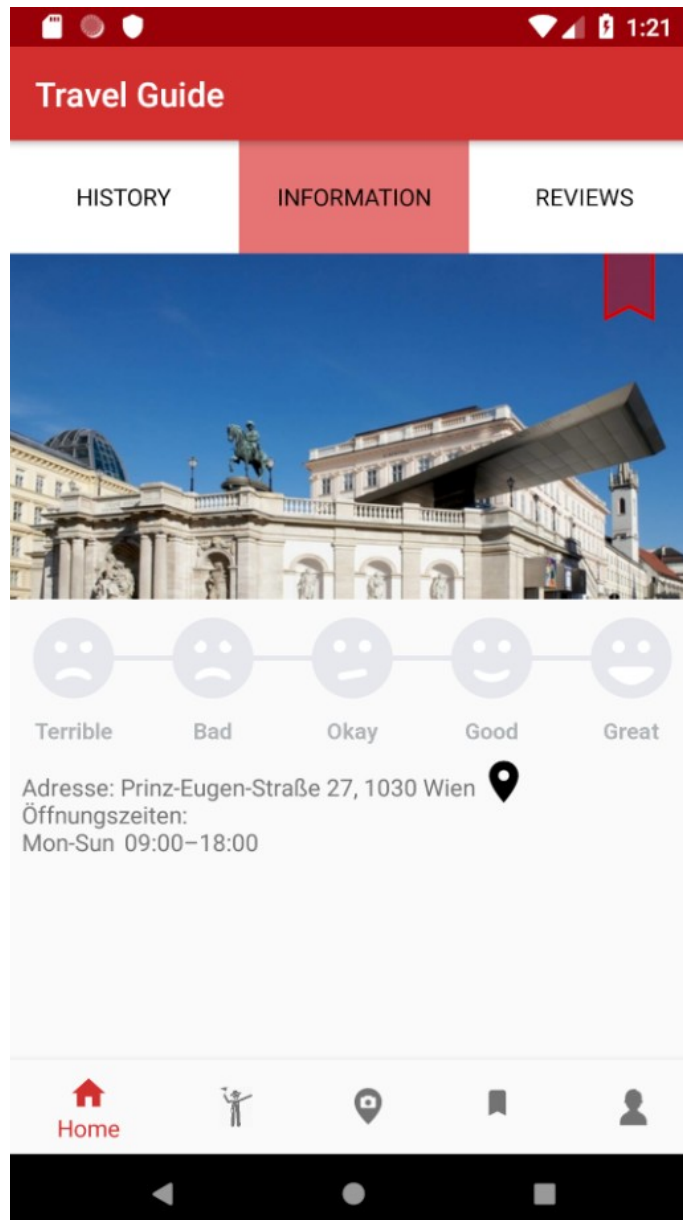 1:21
Travel Guide
HISTORY INFORMATION REVIEWS
Terrible Bad Okay Good Great
Adresse: Prinz-Eugen-Straße 27, 1030 Wien
Öffnungszeiten:
Mon-Sun 09:00–18:00
Home